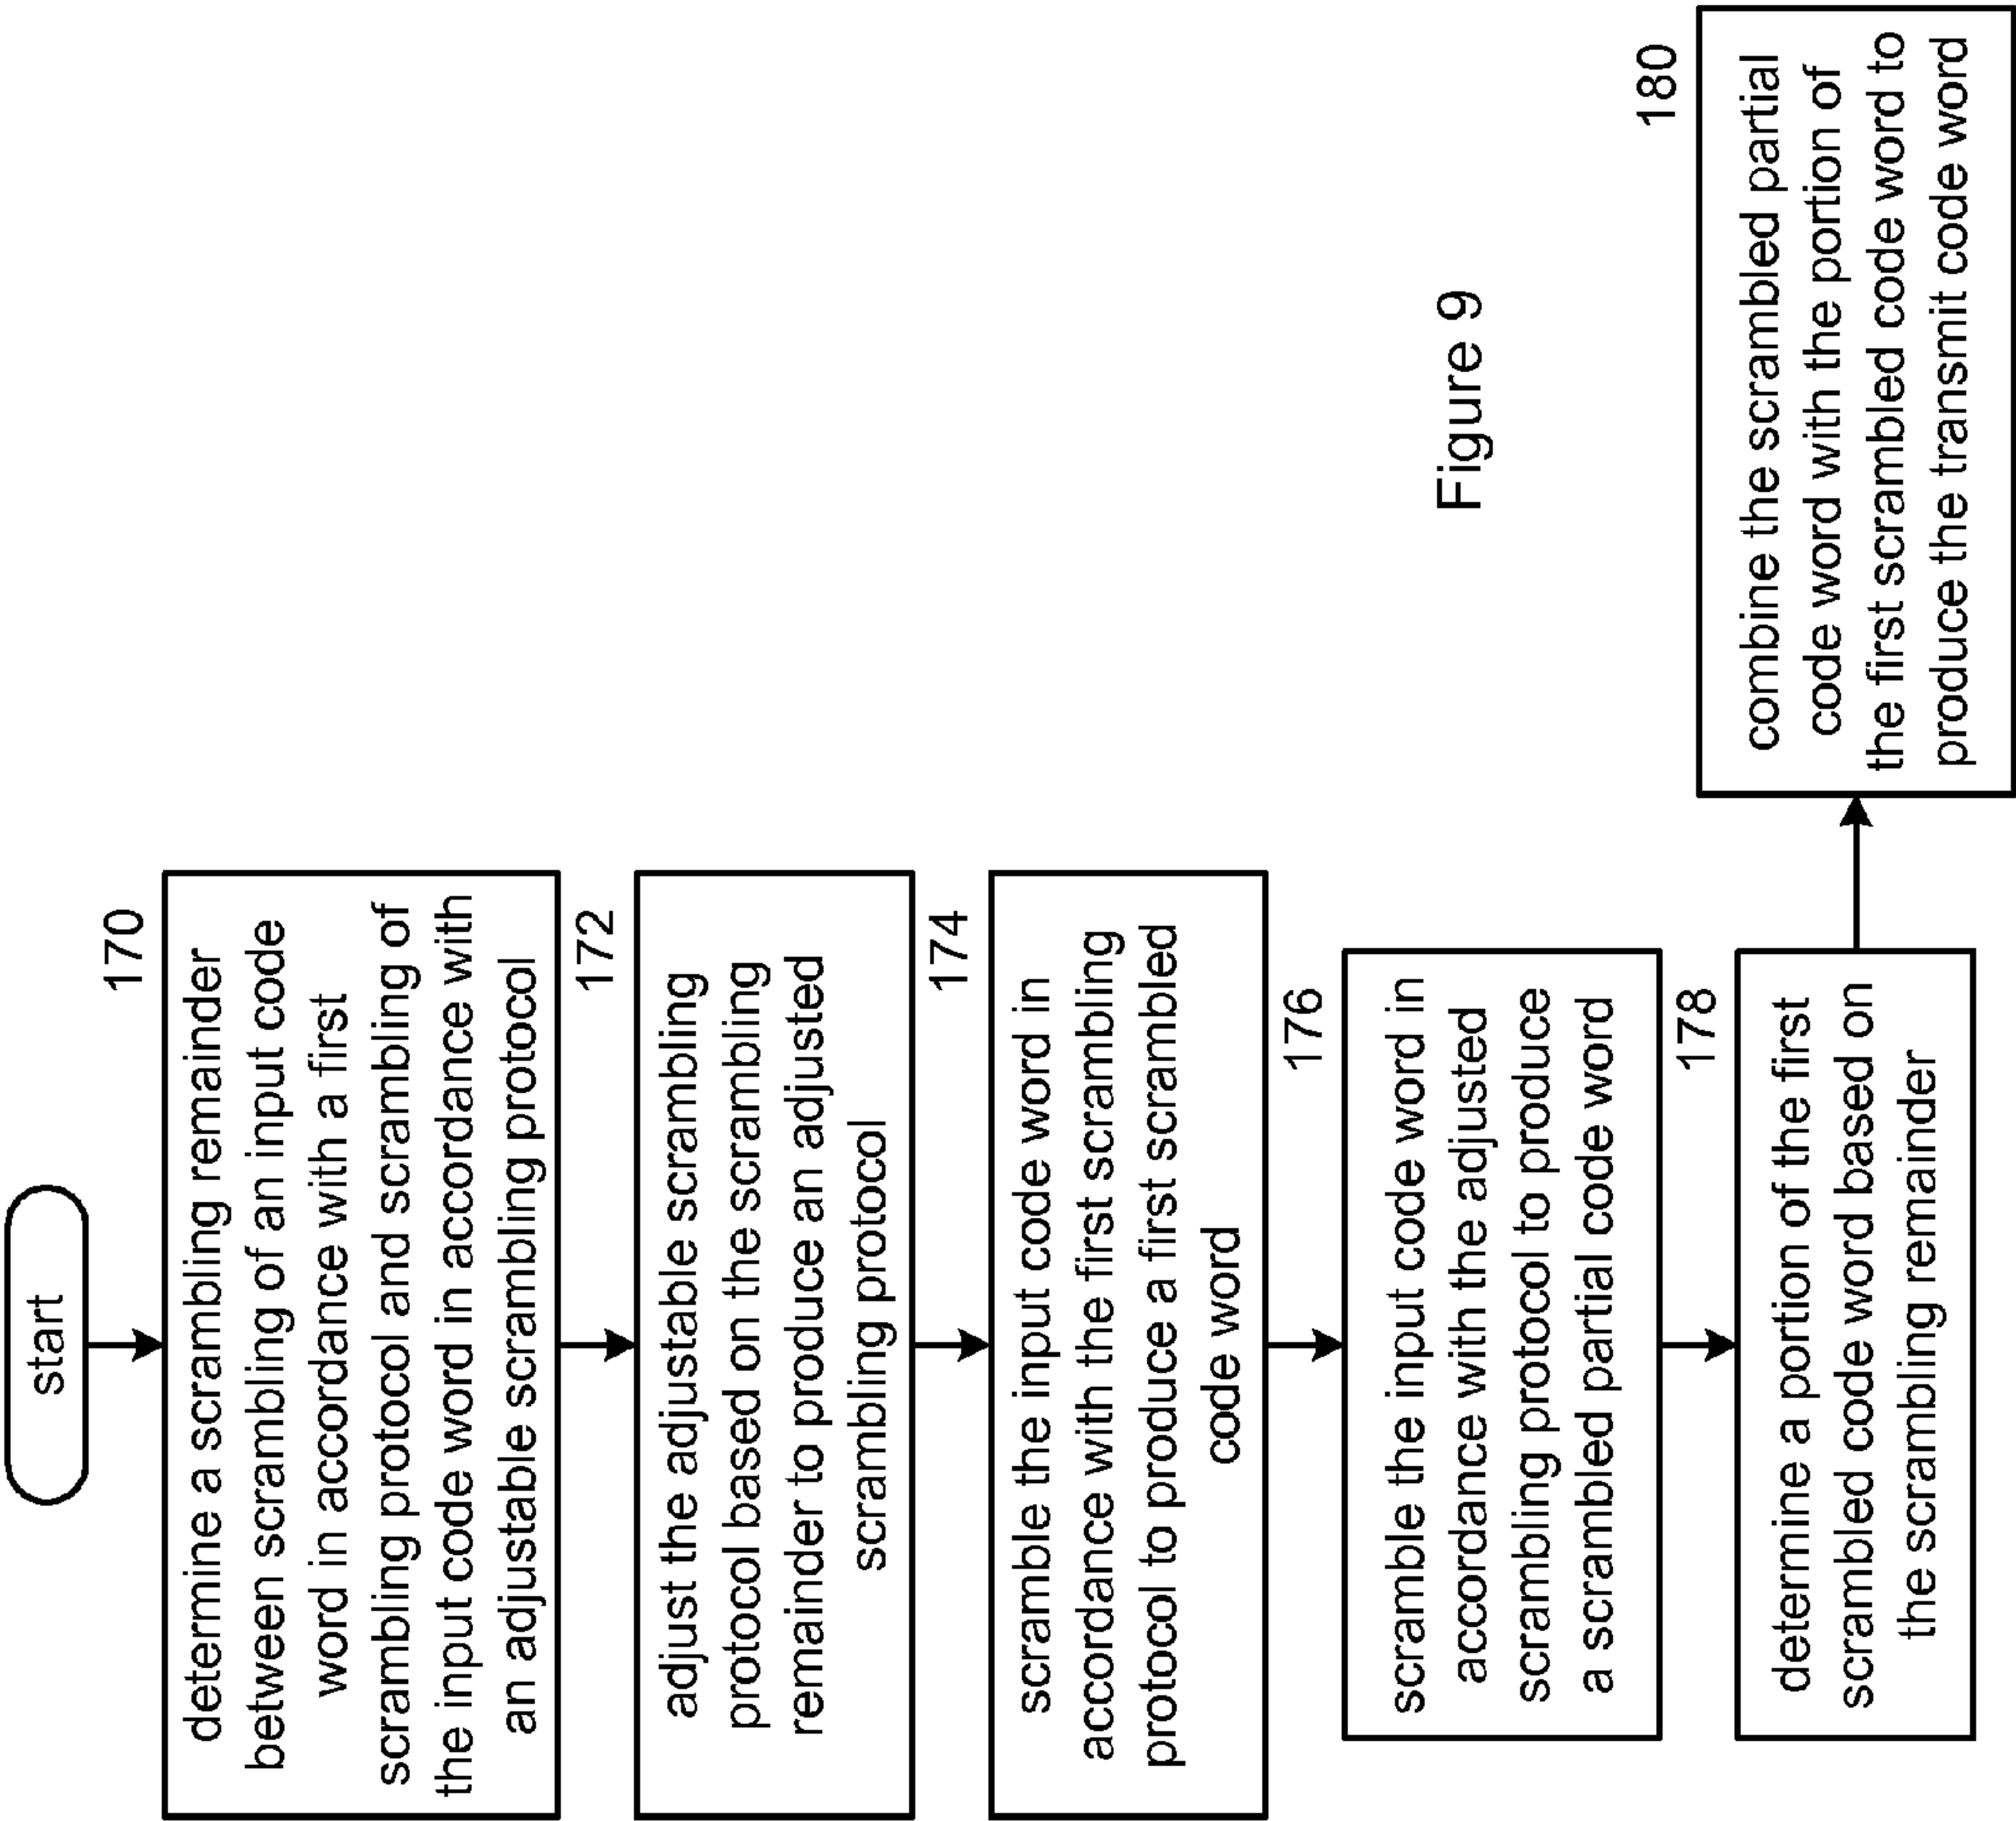 start
170
determine a scrambling remainder
between scrambling of an input code
word in accordance with a first
scrambling protocol and scrambling of
the input code word in accordance with
an adjustable scrambling protocol
172
adjust the adjustable scrambling
protocol based on the scrambling
remainder to produce an adjusted
scrambling protocol
174
scramble the input code word in
accordance with the first scrambling
protocol to produce a first scrambled
code word
176
scramble the input code word in
accordance with the adjusted
scrambling protocol to produce
a scrambled partial code word
178
determine a portion of the first
scrambled code word based on
the scrambling remainder
180
combine the scrambled partial
code word with the portion of
the first scrambled code word to
produce the transmit code word
Figure 9